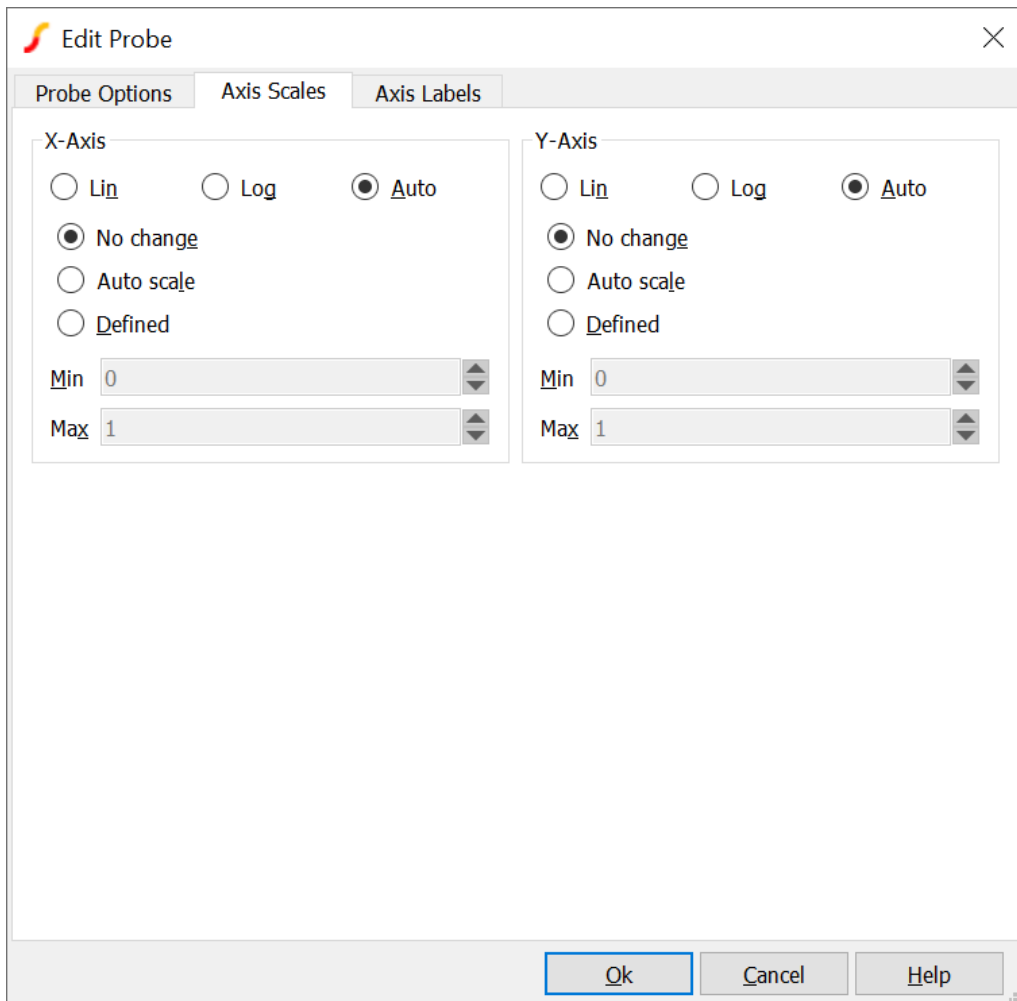 Edit Probe
Probe Options Axis Scales Axis Labels
X-Axis
Lin Log Auto
No change
Auto scale
Defined
Min 0
Max 1
Y-Axis
Lin Log Auto
No change
Auto scale
Defined
Min 0
Max 1
Ok Cancel Help